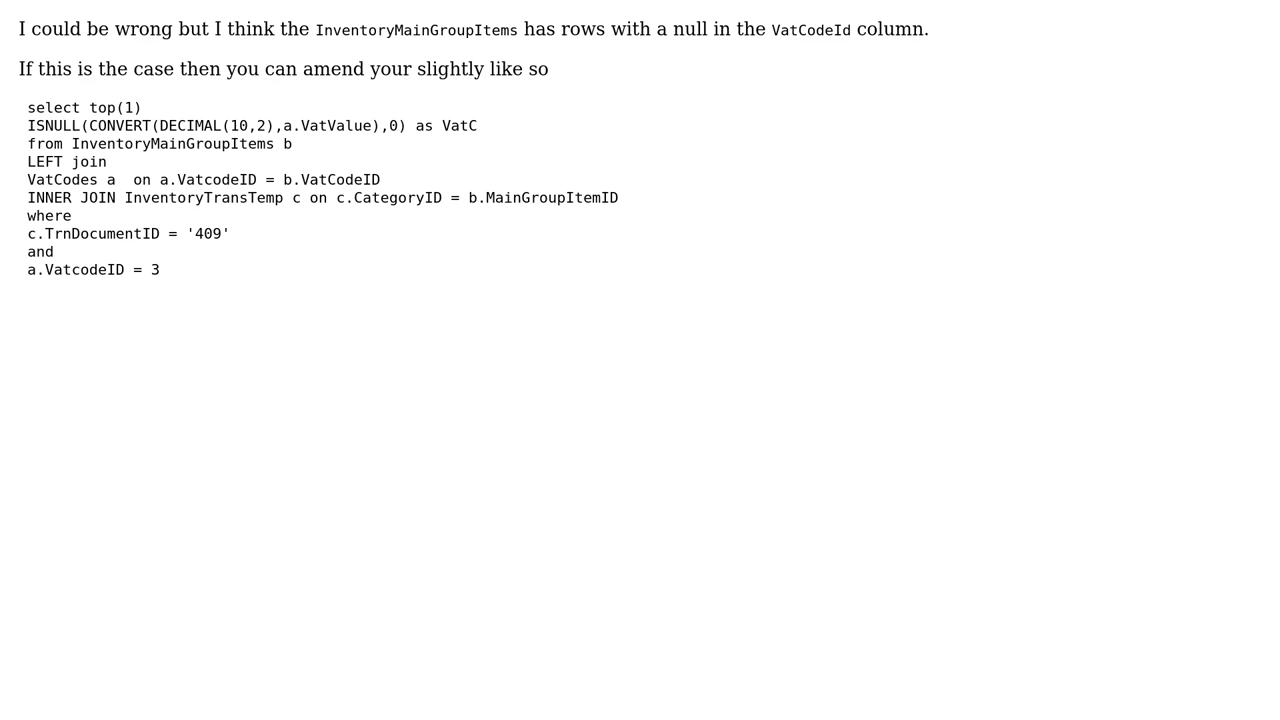 I could be wrong but I think the InventoryMainGroupItems has rows with a null in the VatCodeId column.
If this is the case then you can amend your slightly like so
select top(1)
ISNULL(CONVERT(DECIMAL(10,2),a.VatValue),0) as VatC
from InventoryMainGroupItems b
LEFT join
VatCodes a  on a.VatcodeID = b.VatCodeID
INNER JOIN InventoryTransTemp c on c.CategoryID = b.MainGroupItemID
where
c.TrnDocumentID = '409'
and
a.VatcodeID = 3